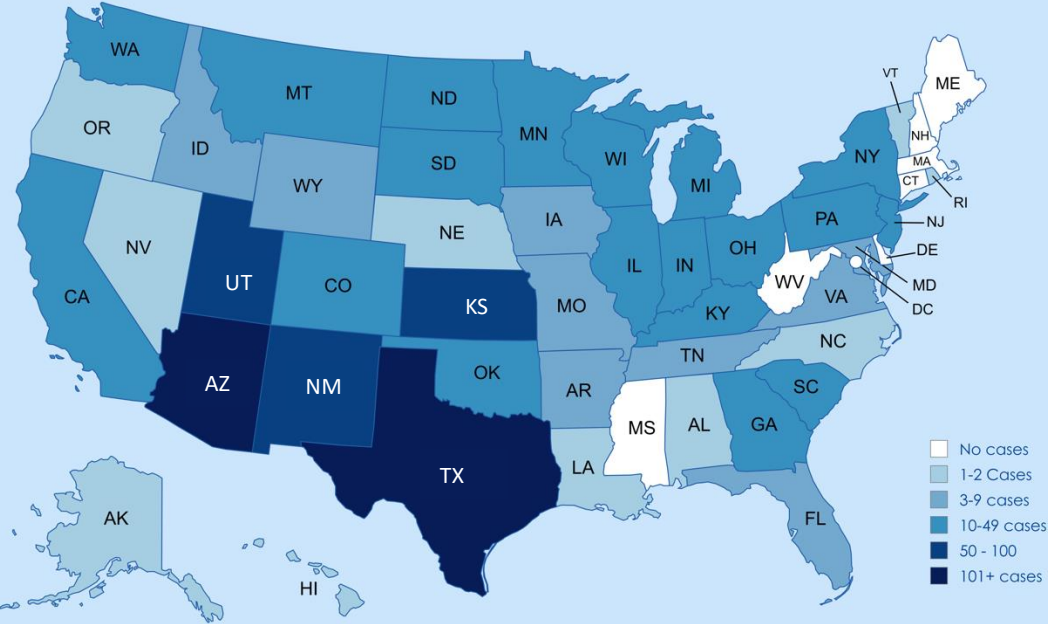 WA
MT
ND
MN
VT
ME
OR
ID
SD
WI
NY
NH
MA
CT
RI
WY
MI
IA
PA
NJ
NV
NE
OH
DE
UT
CO
IL
IN
WV
MD
CA
KS
MO
VA
DC
KY
NC
TN
AZ
NM
OK
AR
SC
MS
AL
GA
LA
TX
FL
AK
HI
No cases
1-2 Cases
3-9 cases
10-49 cases
50 - 100
101+ cases